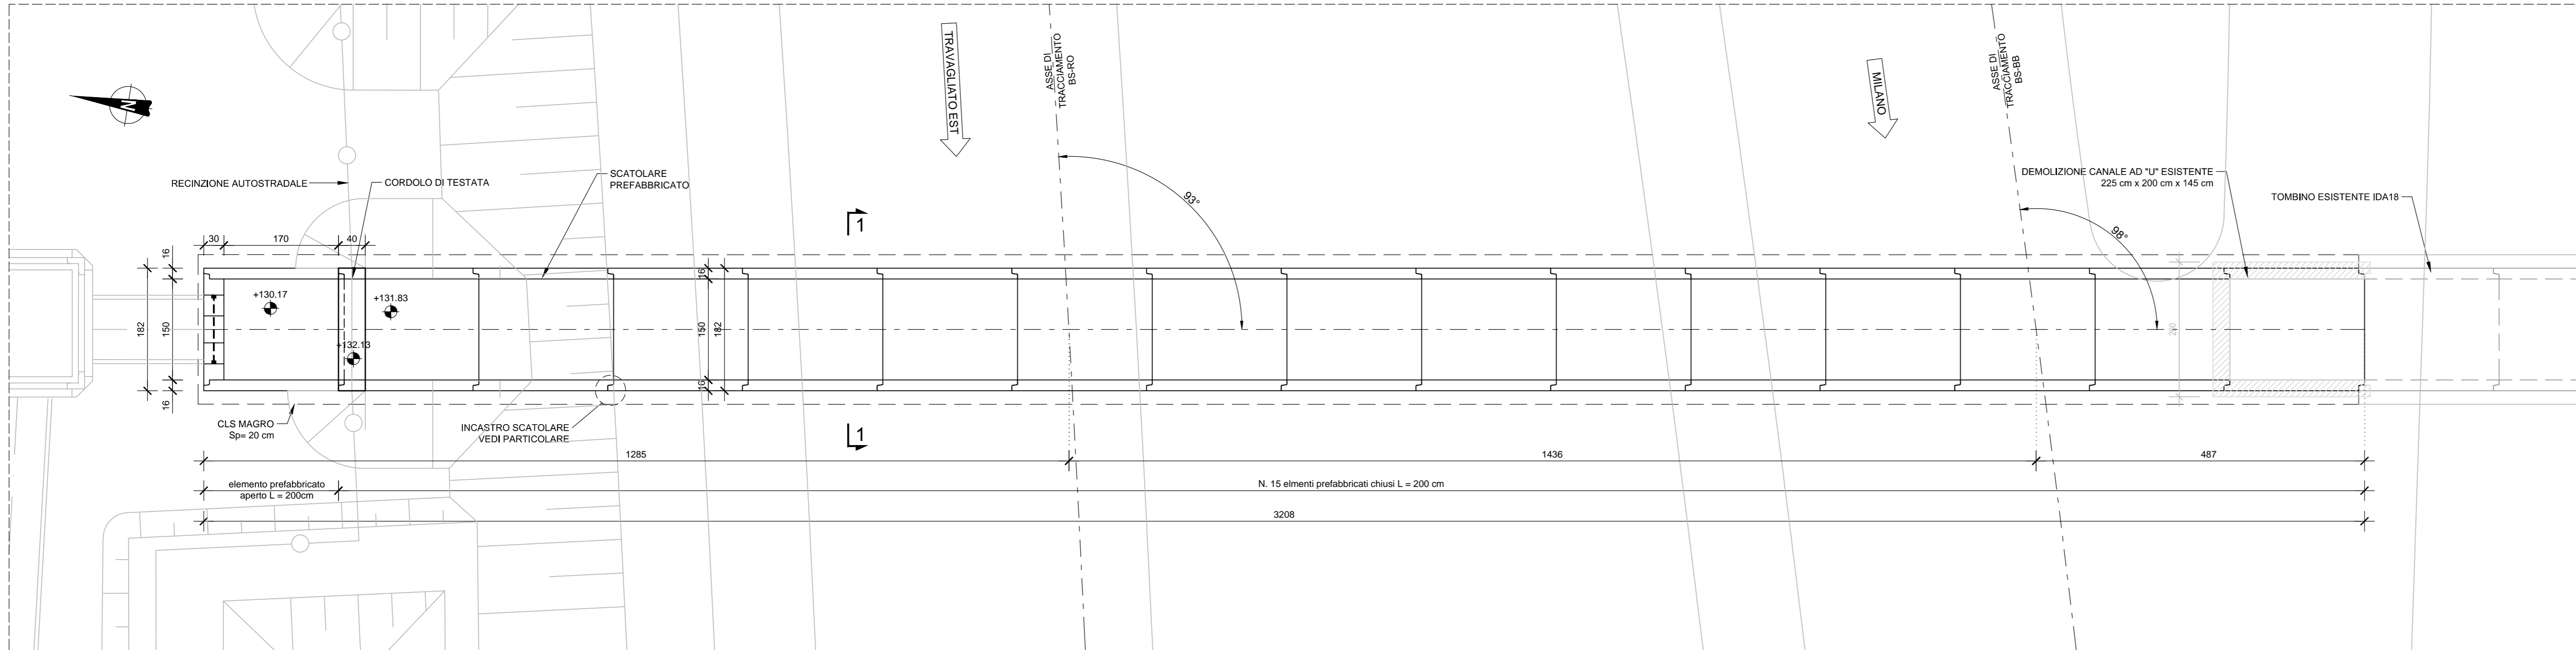 TRAVAGLIATO EST
ASSE DI
TRACCIAMENTO
BS-RO
MILANO
ASSE DI
TRACCIAMENTO
BS-BB
N
RECINZIONE AUTOSTRADALE
CORDOLO DI TESTATA
SCATOLARE
PREFABBRICATO
93°
98°
DEMOLIZIONE CANALE AD "U" ESISTENTE
225 cm x 200 cm x 145 cm
TOMBINO ESISTENTE IDA18
1
30
170
40
16
182
150
16
+130.17
+131.83
+132.13
16
150
182
16
200
CLS MAGRO
Sp= 20 cm
INCASTRO SCATOLARE
VEDI PARTICOLARE
1
1285
1436
487
elemento prefabbricato
aperto L = 200cm
N. 15 elmenti prefabbricati chiusi L = 200 cm
3208